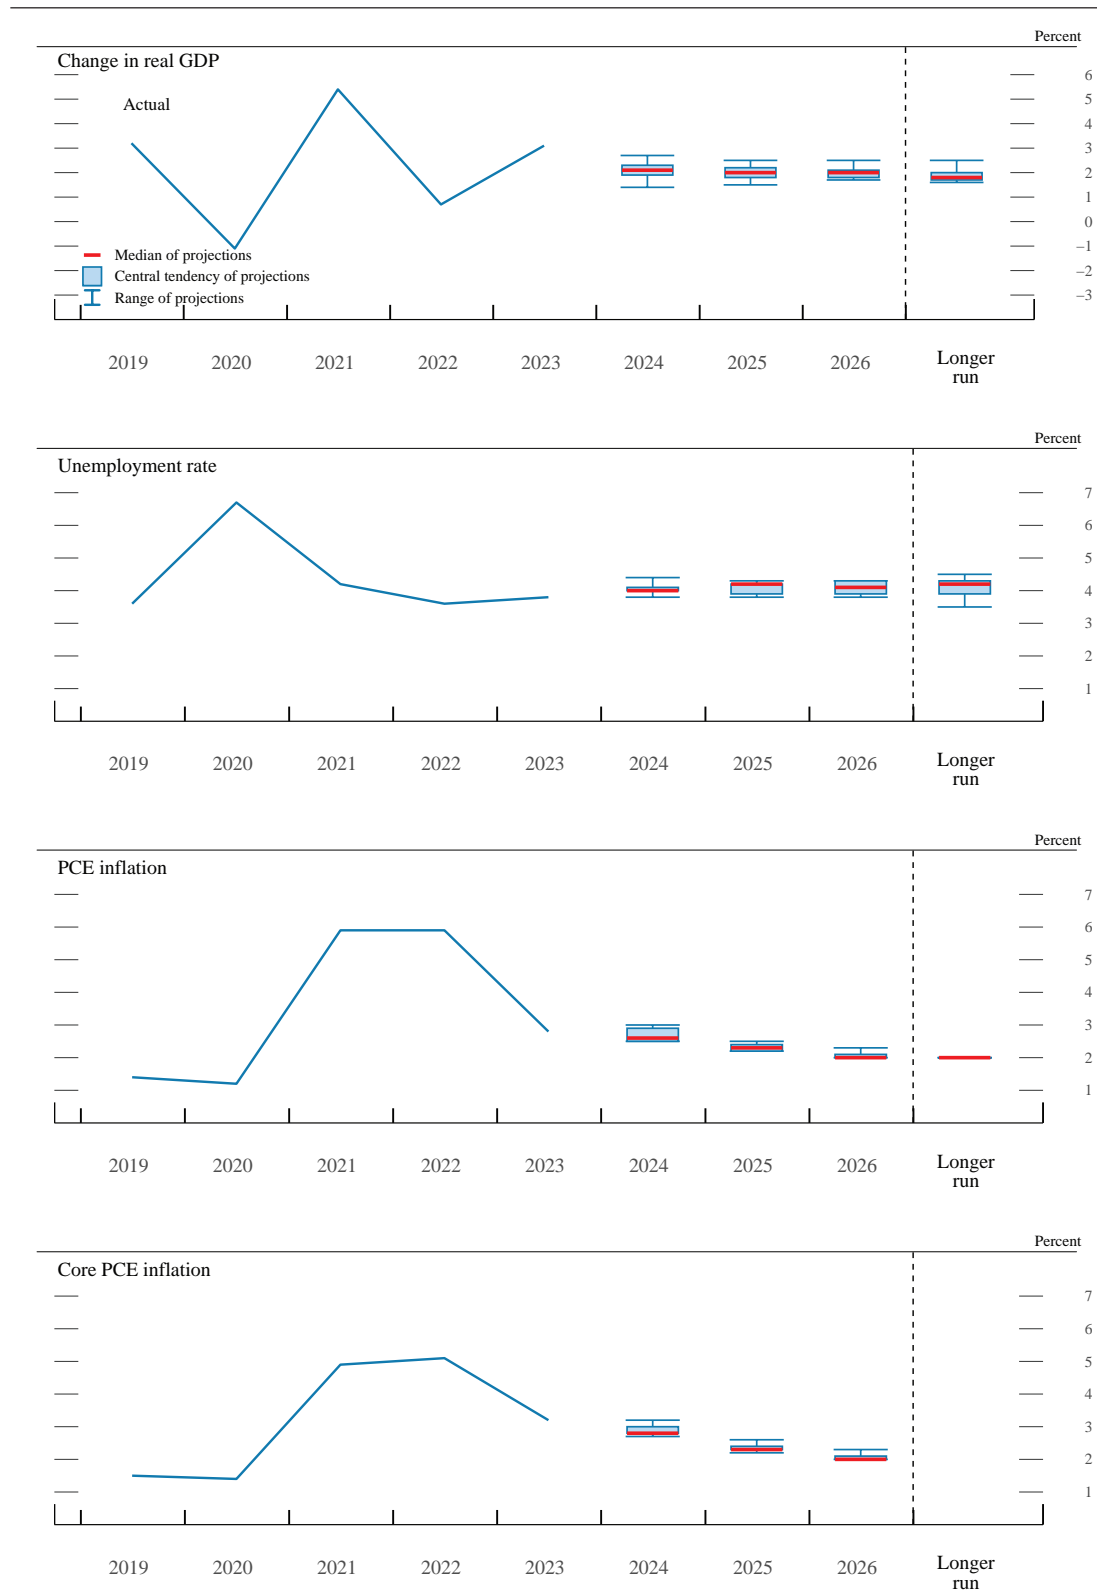 Percent
Change in real GDP
Actual
6
5
4
3
2
1
0
−1
−2
−3
Median of projections
Central tendency of projections
Range of projections
2019 2020 2021 2022 2023 2024 2025 2026 Longer
run
Percent
Unemployment rate
7
6
5
4
3
2
1
2019 2020 2021 2022 2023 2024 2025 2026 Longer
run
Percent
PCE inflation
7
6
5
4
3
2
1
2019 2020 2021 2022 2023 2024 2025 2026 Longer
run
Percent
Core PCE inflation
7
6
5
4
3
2
1
2019 2020 2021 2022 2023 2024 2025 2026 Longer
run